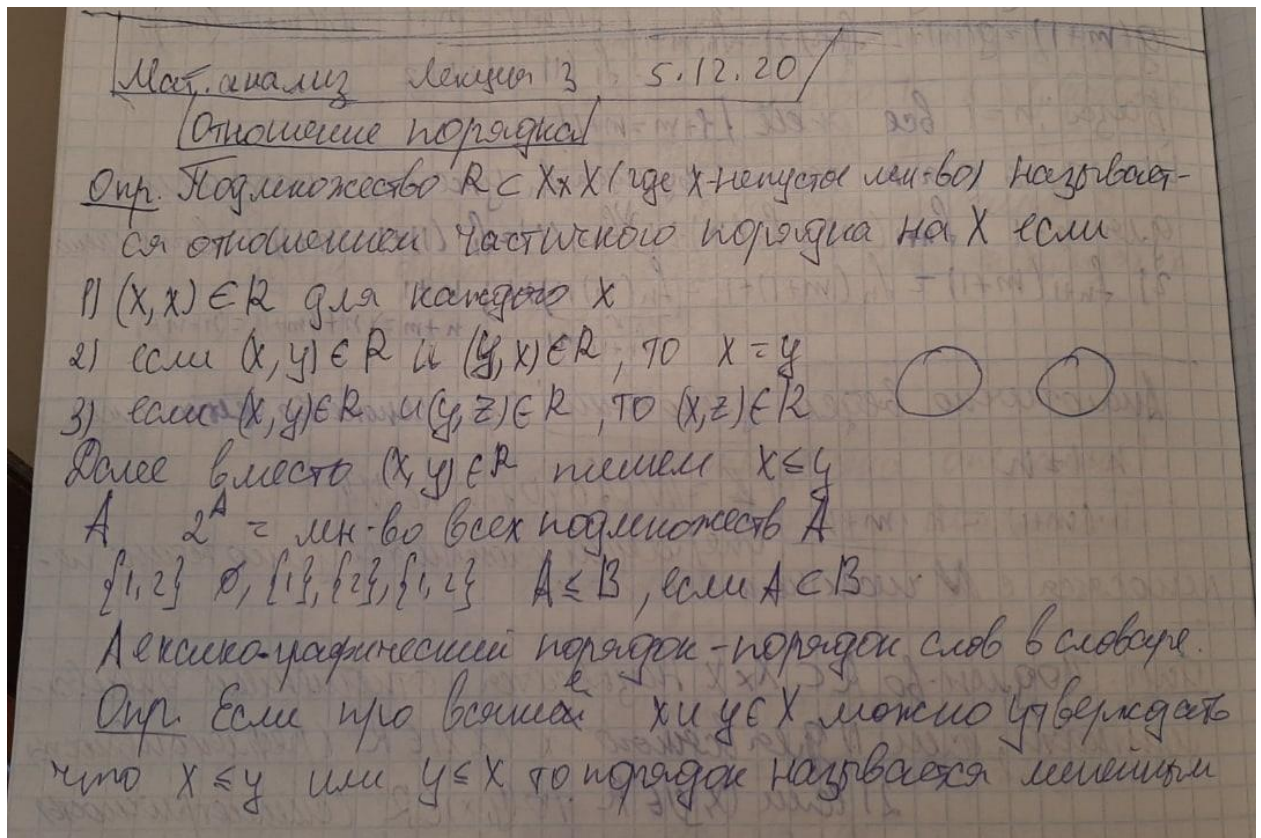 Мат. анализ Лекция 3 5.12.20
Отношение порядка
Опр. Подмножество R ⊂ X×X (где X-непустое мн-во) называет-
ся отношением частичного порядка на X если
1) (x,x) ∈ R для каждого x
2) если (x,y) ∈ R и (y,x) ∈ R, то x = y
3) если (x,y) ∈ R и (y,z) ∈ R, то (x,z) ∈ R
Далее вместо (x,y) ∈ R пишем x ≤ y
A 2^A = мн-во всех подмножеств A
{1,2} ∅, {1}, {2}, {1,2} A ≤ B, если A ⊂ B
Лексикографический порядок - порядок слов в словаре.
Опр. Если про всякие x и y ∈ X можно утверждать
что x ≤ y или y ≤ x то порядок называется линейным